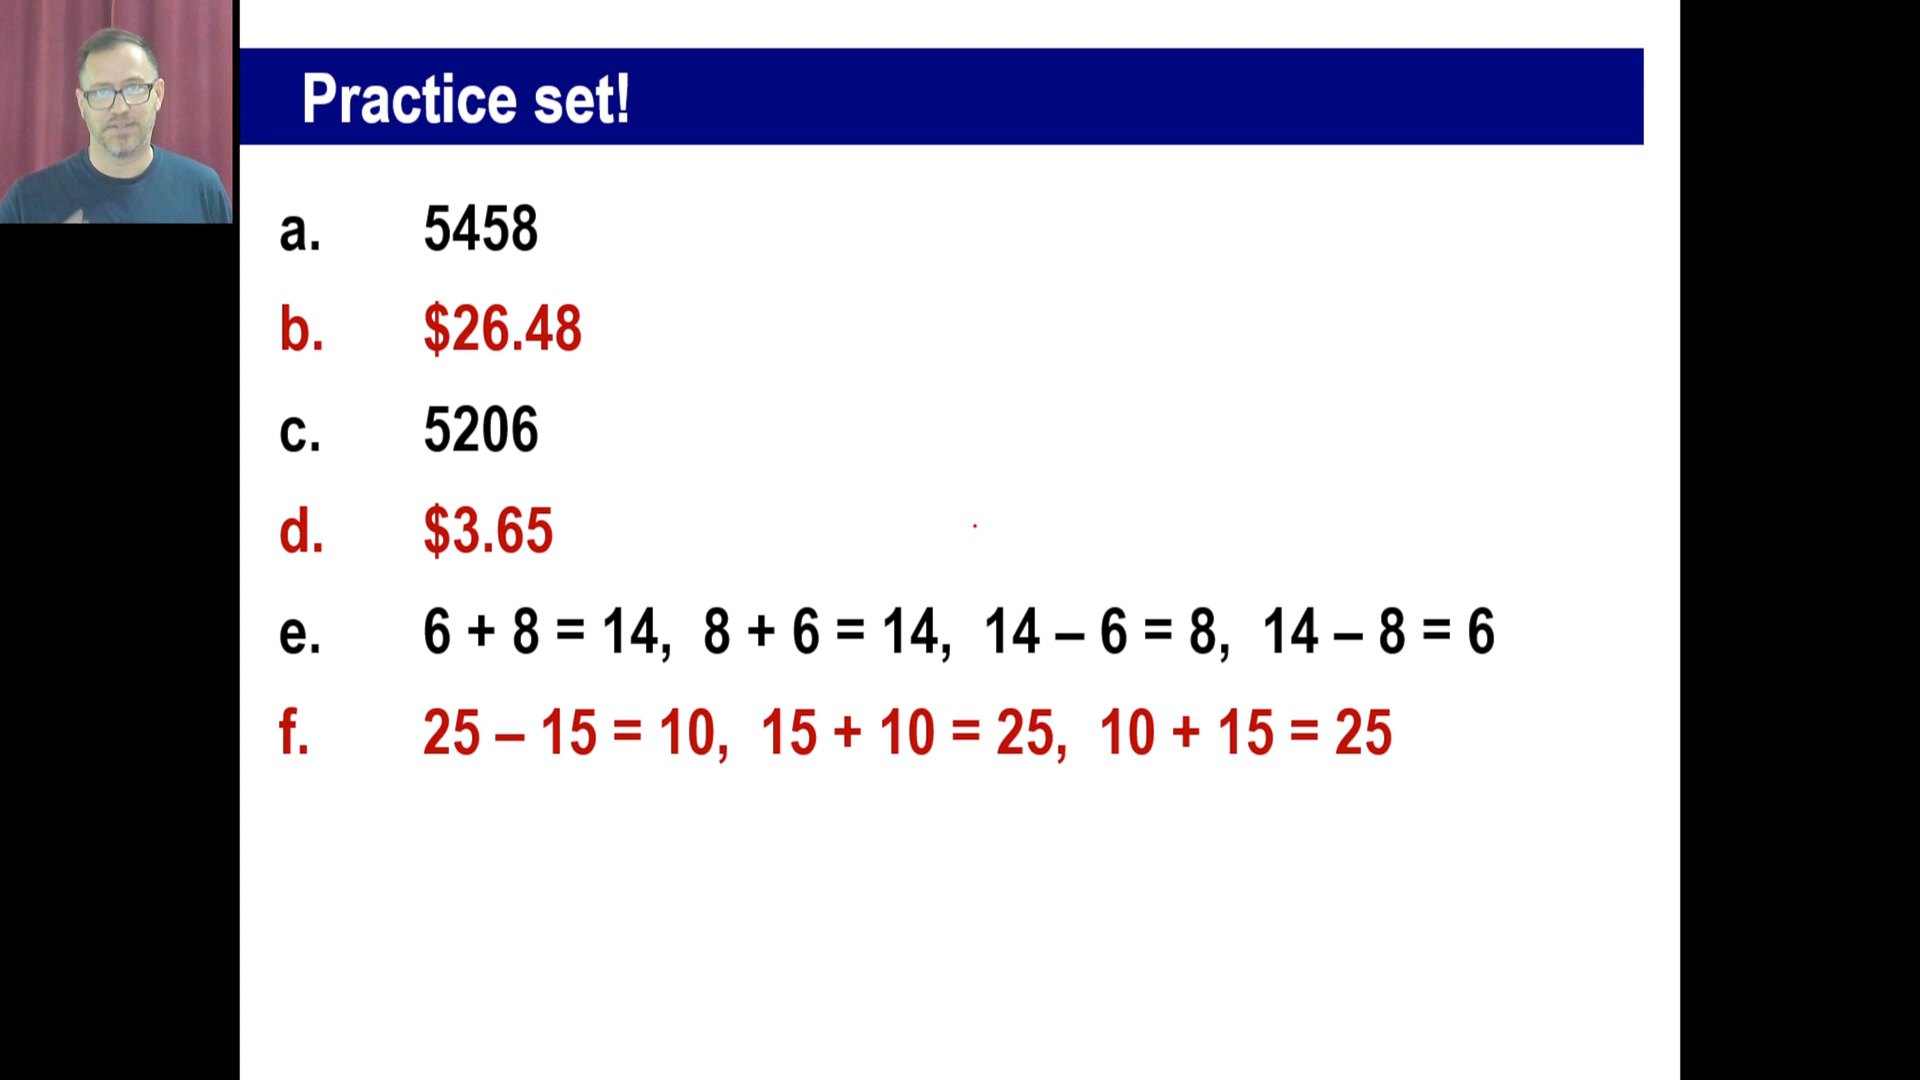 Practice set!
a. 5458
b. $26.48
c. 5206
d. $3.65
e. 6 + 8 = 14, 8 + 6 = 14, 14 – 6 = 8, 14 – 8 = 6
f. 25 – 15 = 10, 15 + 10 = 25, 10 + 15 = 25